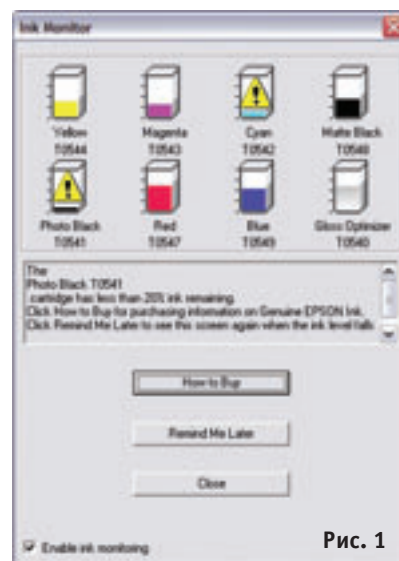 Ink Monitor
Yellow Magenta Cyan Matte Black
T0544 T0543 T0542 T0548
Photo Black Red Blue Gloss Optimizer
T0541 T0547 T0549 T0540
The
Photo Black T0541
cartridge has less than 20% ink remaining.
Click How to Buy for purchasing information on Genuine EPSON Ink.
Click Remind Me Later to see this screen again when the ink level falls
How to Buy
Remind Me Later
Close
Enable ink monitoring
Рис. 1